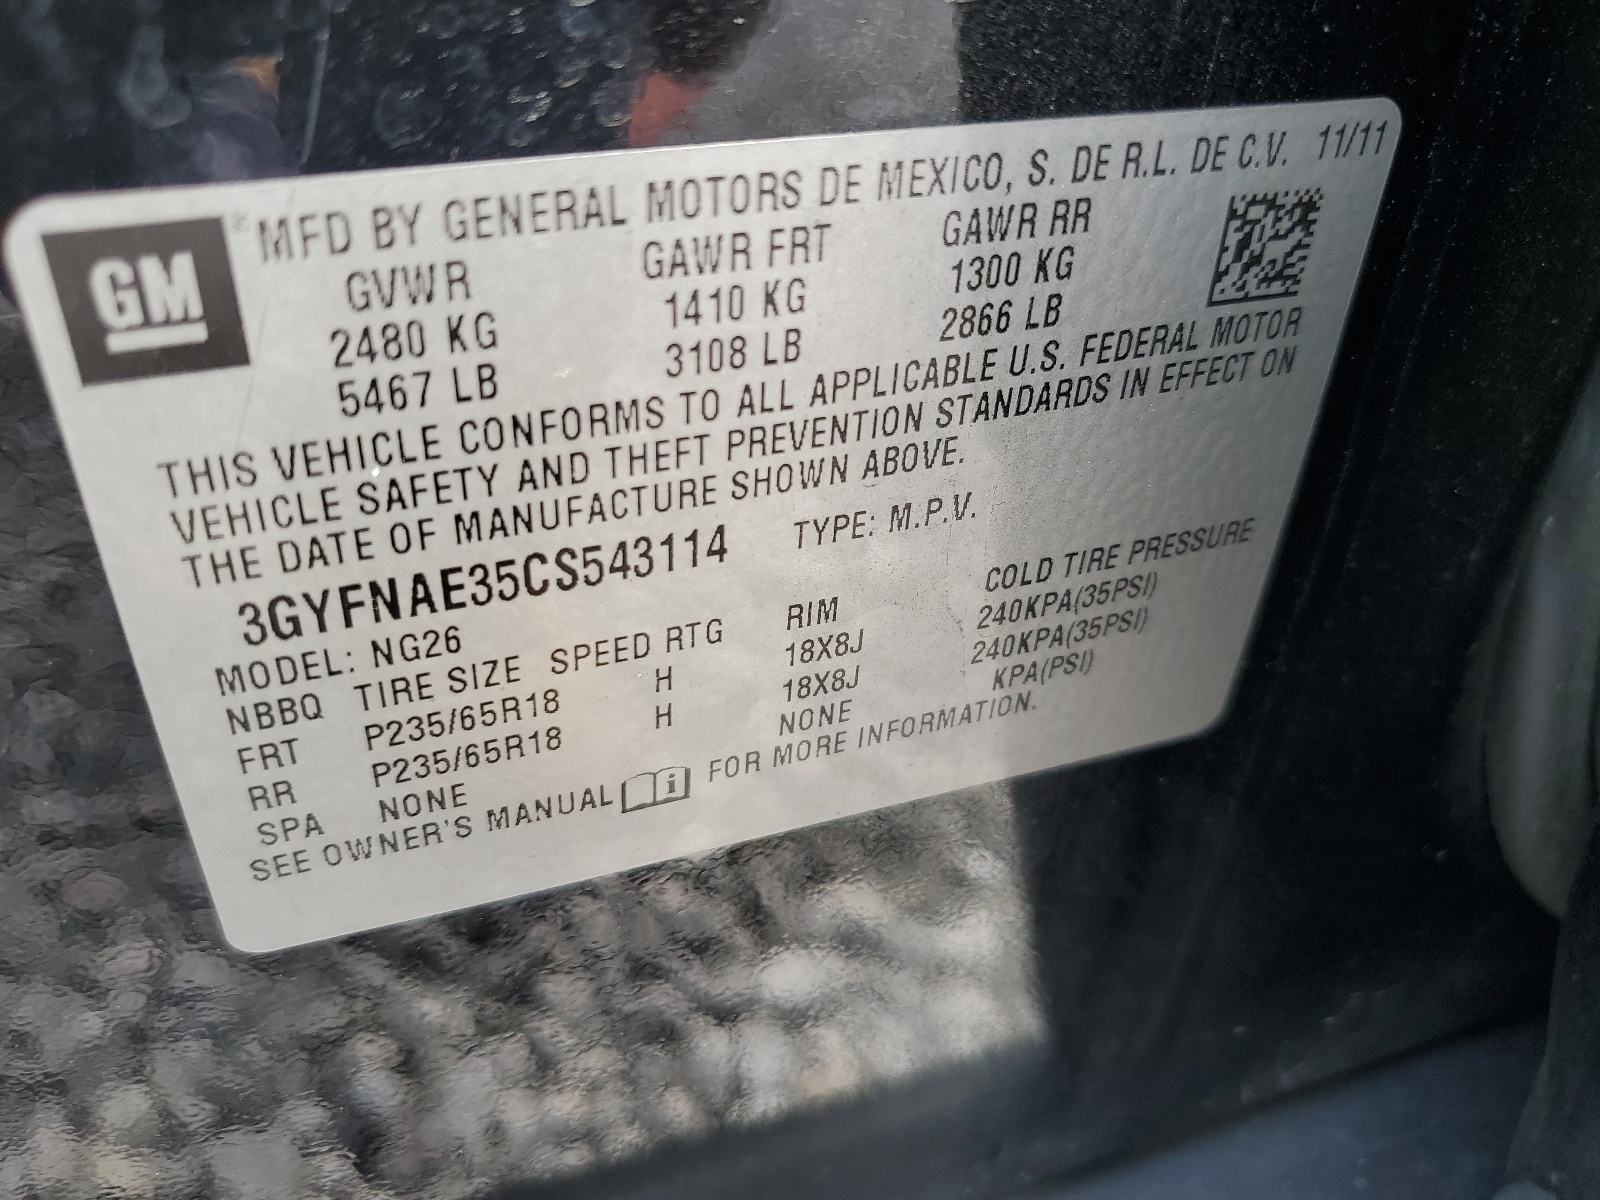 GM ® MFD BY GENERAL MOTORS DE MEXICO, S. DE R.L. DE C.V. 11/11
GVWR GAWR FRT GAWR RR
2480 KG 1410 KG 1300 KG
5467 LB 3108 LB 2866 LB
THIS VEHICLE CONFORMS TO ALL APPLICABLE U.S. FEDERAL MOTOR
VEHICLE SAFETY AND THEFT PREVENTION STANDARDS IN EFFECT ON
THE DATE OF MANUFACTURE SHOWN ABOVE.
3GYFNAE35CS543114 TYPE: M.P.V.
MODEL: NG26
NBBQ TIRE SIZE SPEED RTG RIM COLD TIRE PRESSURE
FRT P235/65R18 H 18X8J 240KPA(35PSI)
RR P235/65R18 H 18X8J 240KPA(35PSI)
SPA NONE NONE KPA(PSI)
SEE OWNER'S MANUAL i FOR MORE INFORMATION.